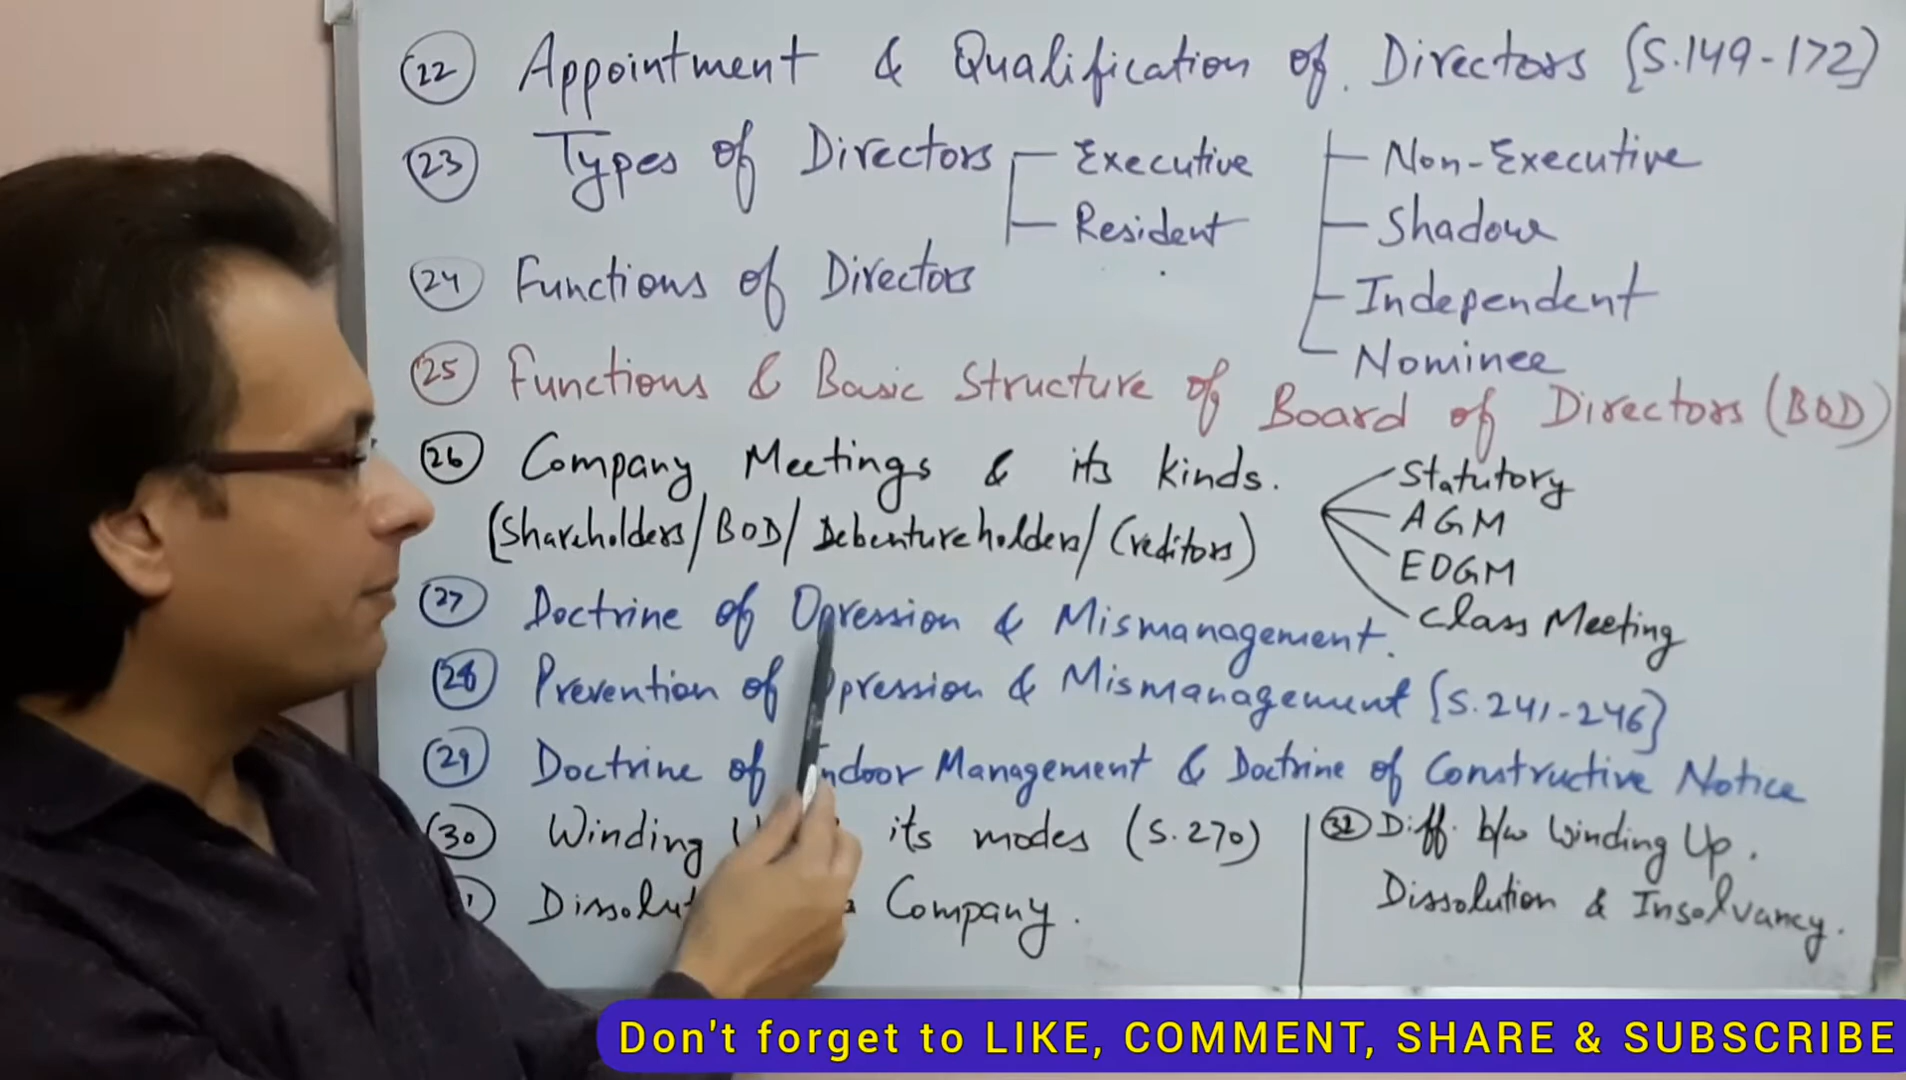 22 Appointment & Qualification of Directors {S.149-172}
23 Types of Directors
Executive
Resident
Non-Executive
Shadow
Independent
Nominee
24 Functions of Directors
25 Functions & Basic Structure of Board of Directors (BOD)
26 Company Meetings & its kinds.
(Shareholders/BOD/Debentureholders/Creditors)
Statutory
AGM
EOGM
Class Meeting
27 Doctrine of Opression & Mismanagement.
28 Prevention of Mismanagement & {S.241-246}
29 Doctrine of Management & Doctrine of Constructive Notice
30 Winding its modes (S.270)
Company.
32 Diff. b/w Winding Up.
Dissolution & Insolvancy.
Don't forget to LIKE, COMMENT, SHARE & SUBSCRIBE